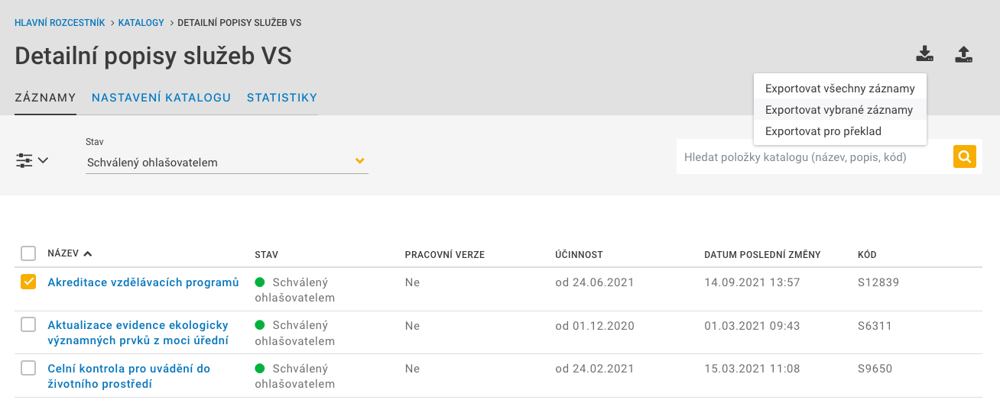 HLAVNÍ ROZCESTNÍK > KATALOGY > DETAILNÍ POPISY SLUŽEB VS
Detailní popisy služeb VS
Exportovat všechny záznamy
Exportovat vybrané záznamy
Exportovat pro překlad
ZÁZNAMY NASTAVENÍ KATALOGU STATISTIKY
Stav
Schválený ohlašovatelem
Hledat položky katalogu (název, popis, kód)
NÁZEV STAV PRACOVNÍ VERZE ÚČINNOST DATUM POSLEDNÍ ZMĚNY KÓD
Akreditace vzdělávacích programů Schválený Ne od 24.06.2021 14.09.2021 13:57 S12839
ohlašovatelem
Aktualizace evidence ekologicky Schválený Ne od 01.12.2020 01.03.2021 09:43 S6311
významných prvků z moci úřední ohlašovatelem
Celní kontrola pro uvádění do Schválený Ne od 24.02.2021 15.03.2021 11:08 S9650
životního prostředí ohlašovatelem